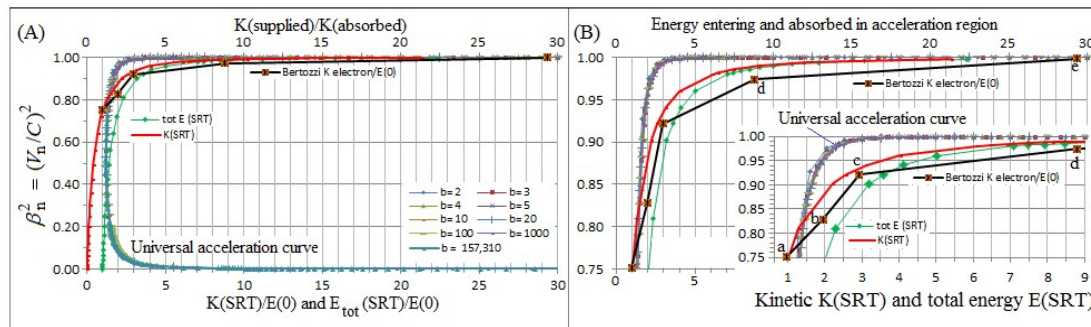 (A)
K(supplied)/K(absorbed)
0 5 10 15 20 25 30
1.00
0.80
0.60
0.40
0.20
0.00
β²n = (Vn/C)²
Bertozzi K electron/E(0)
tot E (SRT)
K(SRT)
b= 2 b= 3
b= 4 b= 5
b= 10 b= 20
b= 100 b= 1000
b = 157,310
Universal acceleration curve
0 5 10 15 20 25 30
K(SRT)/E(0) and Etot (SRT)/E(0)
(B)
Energy entering and absorbed in acceleration region
0 5 10 15 20 25 30
1.00
0.95
0.90
0.85
0.80
0.75
e
d
Bertozzi K electron/E(0)
Universal acceleration curve
1.00
0.95
0.90
0.85
0.80
0.75
a
b
c
d
Bertozzi K electron/E(0)
tot E (SRT)
K(SRT)
0 1 2 3 4 5 6 7 8 9
Kinetic K(SRT) and total energy E(SRT)